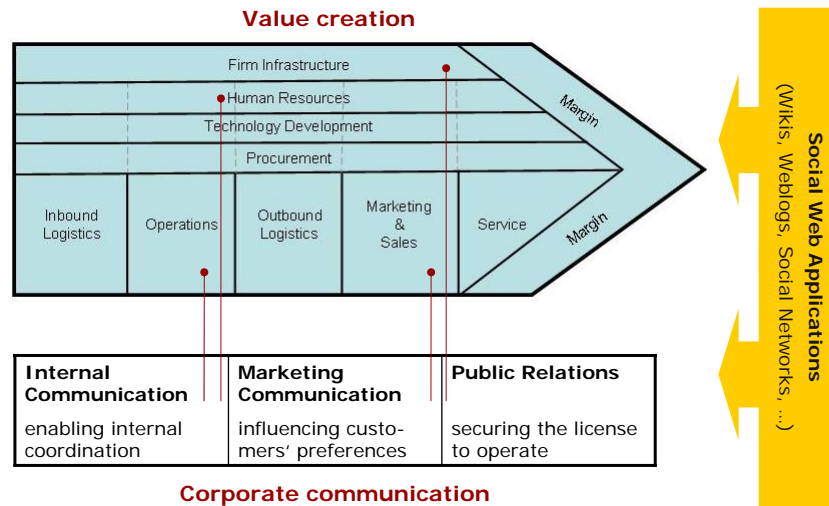 Value creation
Firm Infrastructure
Human Resources
Technology Development
Procurement
Inbound
Logistics
Operations
Outbound
Logistics
Marketing
&
Sales
Service
Margin
Margin
Internal
Communication
enabling internal
coordination
Marketing
Communication
influencing custo-
mers‘ preferences
Public Relations
securing the license
to operate
Corporate communication
Social Web Applications
(Wikis, Weblogs, Social Networks, ...)